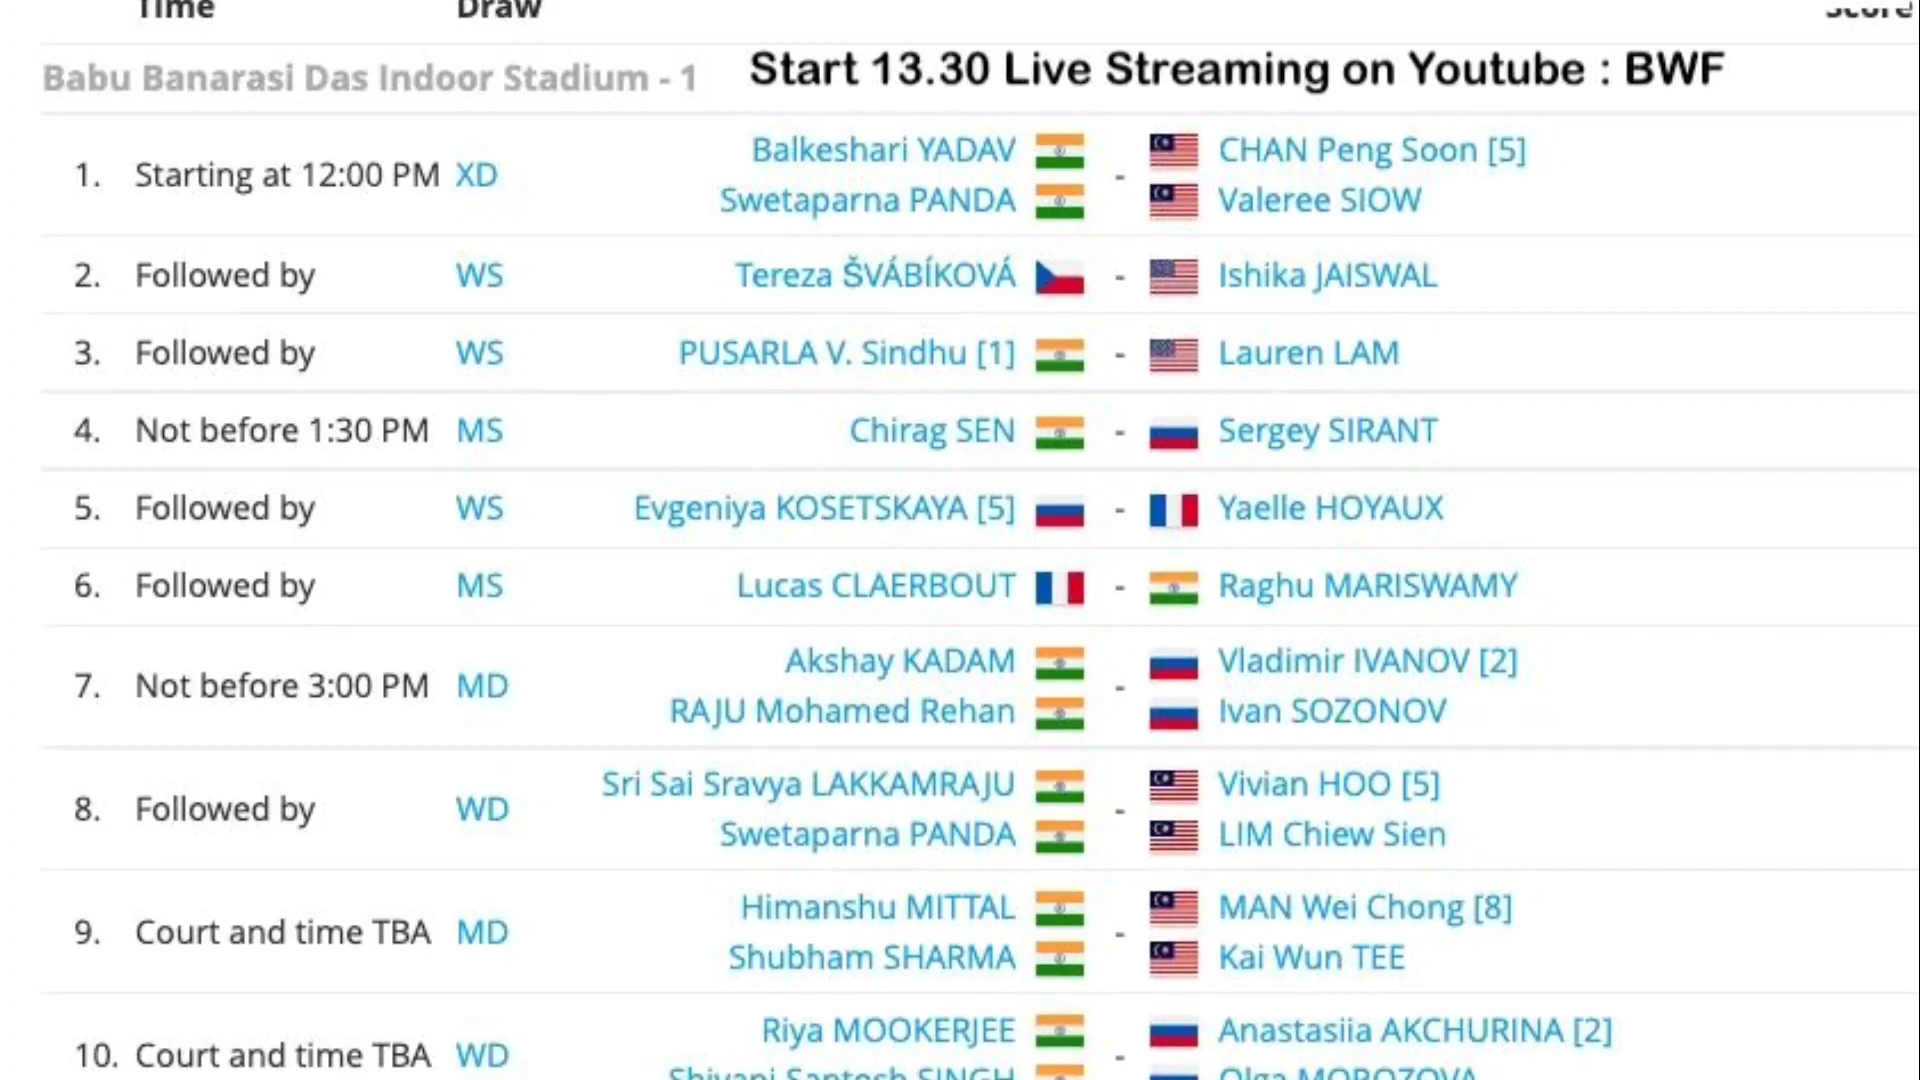 Time Draw Score
Babu Banarasi Das Indoor Stadium - 1 Start 13.30 Live Streaming on Youtube : BWF
1. Starting at 12:00 PM XD Balkeshari YADAV - CHAN Peng Soon [5]
Swetaparna PANDA Valeree SIOW
2. Followed by WS Tereza ŠVÁBÍKOVÁ - Ishika JAISWAL
3. Followed by WS PUSARLA V. Sindhu [1] - Lauren LAM
4. Not before 1:30 PM MS Chirag SEN - Sergey SIRANT
5. Followed by WS Evgeniya KOSETSKAYA [5] - Yaelle HOYAUX
6. Followed by MS Lucas CLAERBOUT - Raghu MARISWAMY
7. Not before 3:00 PM MD Akshay KADAM - Vladimir IVANOV [2]
RAJU Mohamed Rehan Ivan SOZONOV
8. Followed by WD Sri Sai Sravya LAKKAMRAJU - Vivian HOO [5]
Swetaparna PANDA LIM Chiew Sien
9. Court and time TBA MD Himanshu MITTAL - MAN Wei Chong [8]
Shubham SHARMA Kai Wun TEE
10. Court and time TBA WD Riya MOOKERJEE - Anastasiia AKCHURINA [2]
Shivani Santosh SINGH Olga MOROZOVA